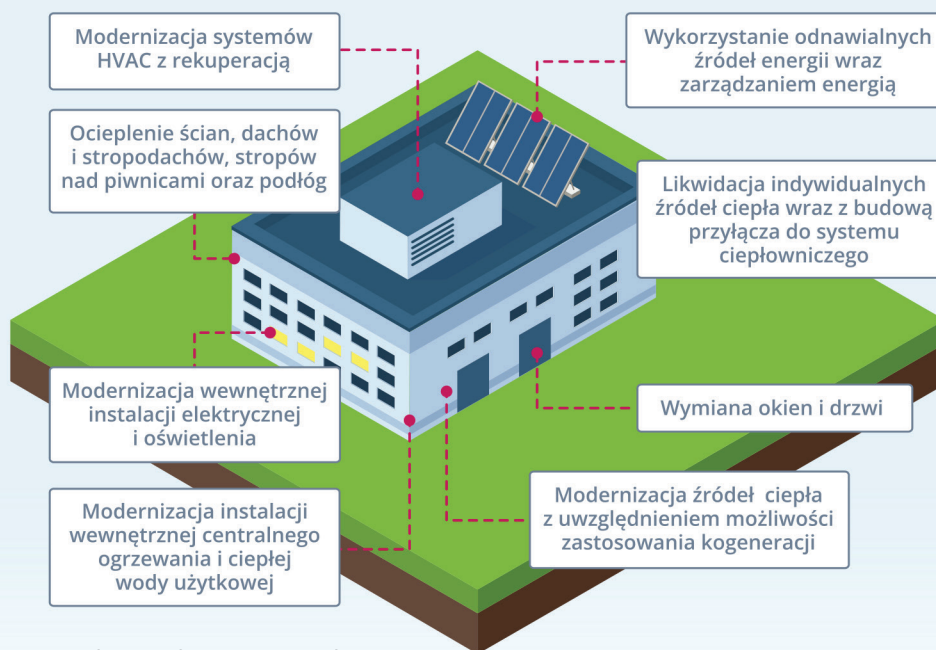 Modernizacja systemów
HVAC z rekuperacją
Wykorzystanie odnawialnych
źródeł energii wraz
zarządzaniem energią
Ocieplenie ścian, dachów
i stropodachów, stropów
nad piwnicami oraz podłóg
Likwidacja indywidualnych
źródeł ciepła wraz z budową
przyłącza do systemu
ciepłowniczego
Modernizacja wewnętrznej
instalacji elektrycznej
i oświetlenia
Wymiana okien i drzwi
Modernizacja instalacji
wewnętrznej centralnego
ogrzewania i ciepłej
wody użytkowej
Modernizacja źródeł ciepła
z uwzględnieniem możliwości
zastosowania kogeneracji